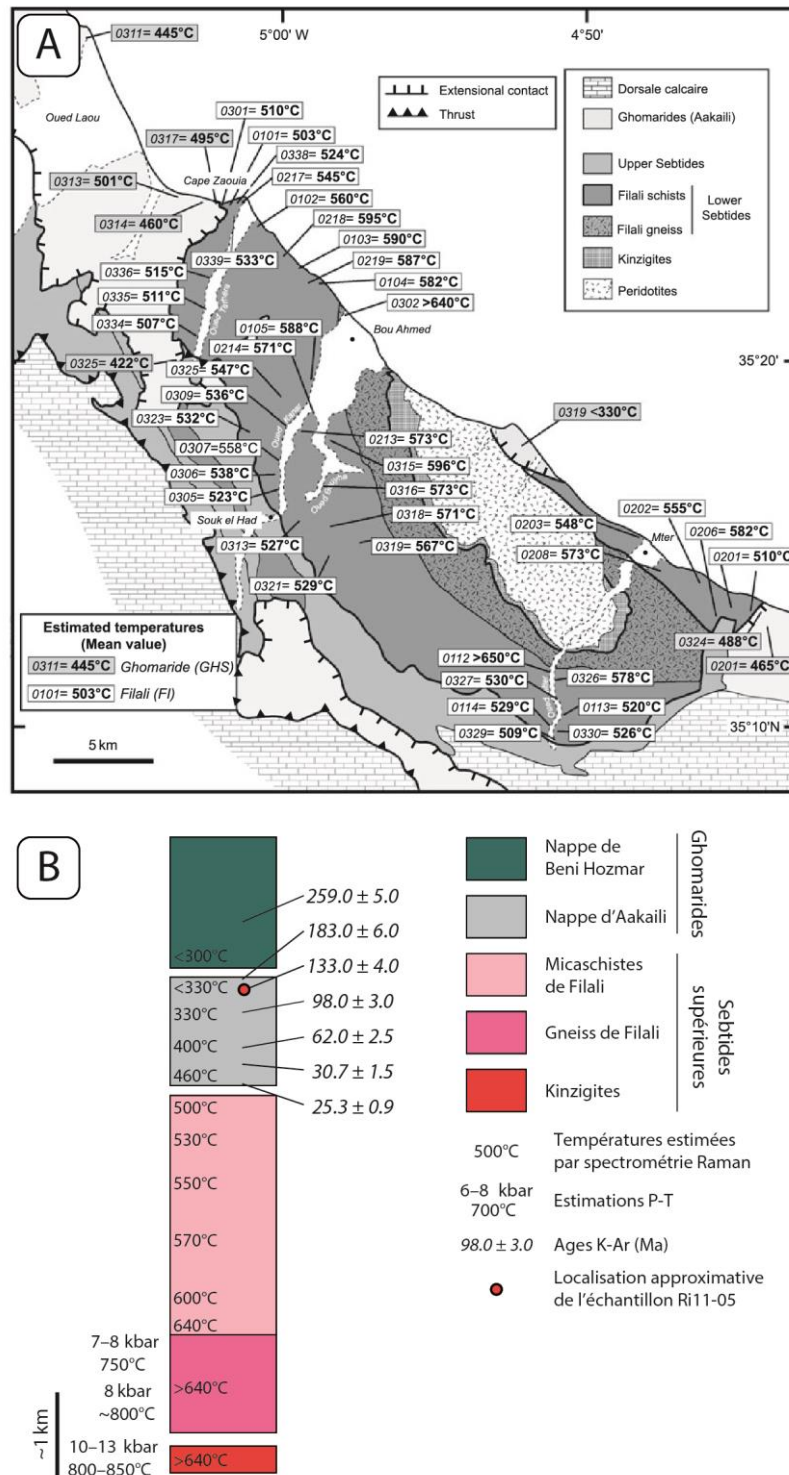 A
0311= 445°C
5°00' W
4°50'
Oued Laou
0301= 510°C
0317= 495°C
0101= 503°C
0338= 524°C
Cape Zaouia
0217= 545°C
0313= 501°C
0102= 560°C
0314= 460°C
0218= 595°C
0103= 590°C
0339= 533°C
0219= 587°C
0336= 515°C
0104= 582°C
0335= 511°C
0302 >640°C
0334= 507°C
0105= 588°C
Bou Ahmed
0214= 571°C
0325= 422°C
35°20'
0325= 547°C
0309= 536°C
0319 <330°C
0323= 532°C
0213= 573°C
0307=558°C
0315= 596°C
0306= 538°C
0316= 573°C
0202= 555°C
0305= 523°C
0318= 571°C
0203= 548°C
0206= 582°C
Souk el Had
Mter
0201= 510°C
0313= 527°C
0319= 567°C
0208= 573°C
0321= 529°C
0324= 488°C
0112 >650°C
0201= 465°C
0327= 530°C
0326= 578°C
0114= 529°C
0113= 520°C
35°10'N
0329= 509°C
0330= 526°C
Extensional contact
Thrust
Dorsale calcaire
Ghomarides (Aakaili)
Upper Sebtides
Filali schists
Lower
Sebtides
Filali gneiss
Kinzigites
Peridotites
Estimated temperatures
(Mean value)
0311= 445°C Ghomaride (GHS)
0101= 503°C Filali (FI)
5 km
B
<300°C
<330°C
330°C
400°C
460°C
500°C
530°C
550°C
570°C
600°C
640°C
>640°C
>640°C
259.0 ± 5.0
183.0 ± 6.0
133.0 ± 4.0
98.0 ± 3.0
62.0 ± 2.5
30.7 ± 1.5
25.3 ± 0.9
7–8 kbar
750°C
8 kbar
~800°C
10–13 kbar
800–850°C
~1 km
Nappe de
Beni Hozmar
Nappe d'Aakaili
Ghomarides
Micaschistes
de Filali
Gneiss de Filali
Kinzigites
Sebtides
supérieures
500°C
Températures estimées
par spectrométrie Raman
6–8 kbar
700°C
Estimations P-T
98.0 ± 3.0
Ages K-Ar (Ma)
Localisation approximative
de l'échantillon Ri11-05